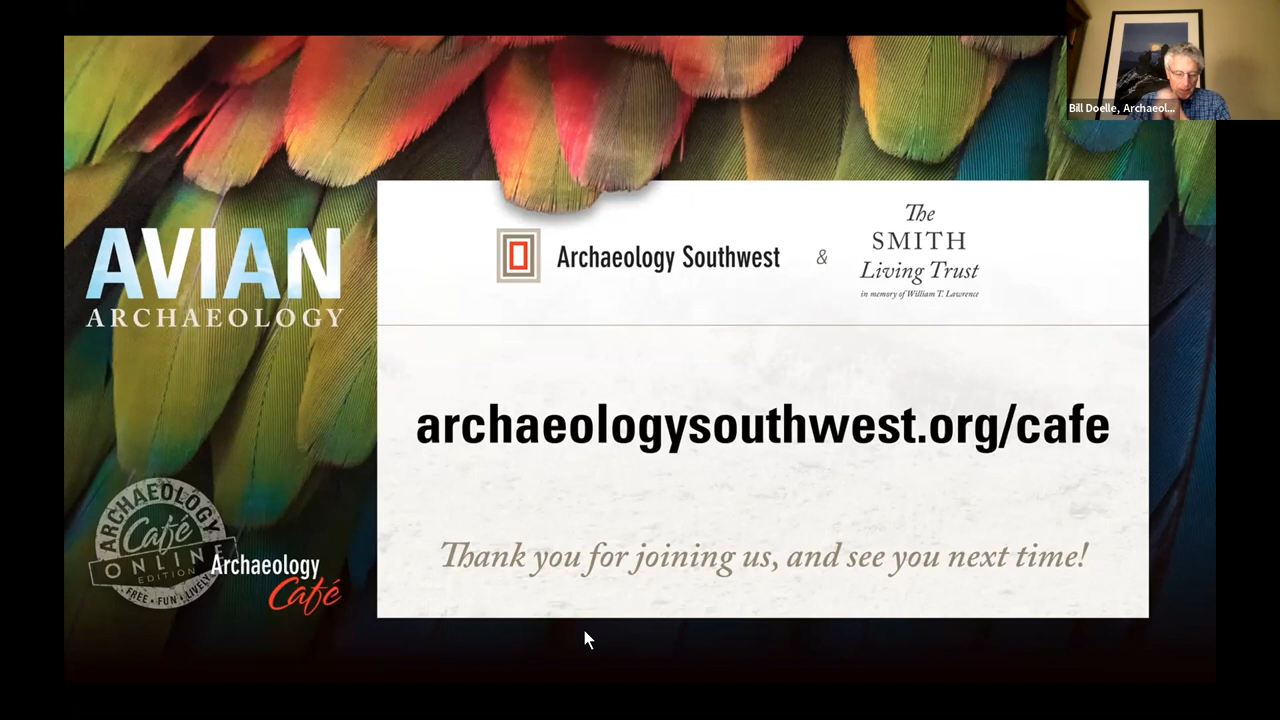 Bill Doelle, Archaeol...
AVIAN
ARCHAEOLOGY
Archaeology Southwest
&
The
SMITH
Living Trust
in memory of William T. Lawrence
archaeologysouthwest.org/cafe
Thank you for joining us, and see you next time!
ARCHAEOLOGY
Café
ONLINE
EDITION
FREE • FUN • LIVELY
Archaeology
Café